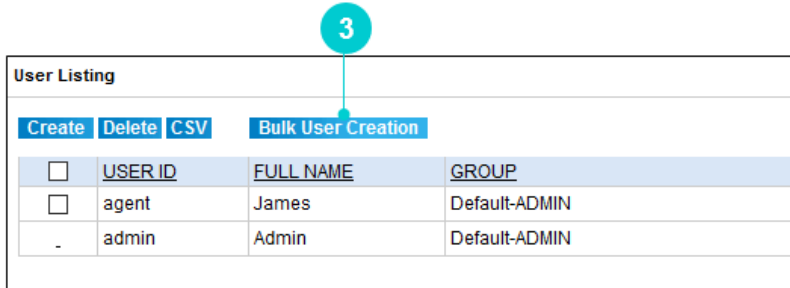 3
User Listing
Create Delete CSV Bulk User Creation
USER ID FULL NAME GROUP
agent James Default-ADMIN
- admin Admin Default-ADMIN